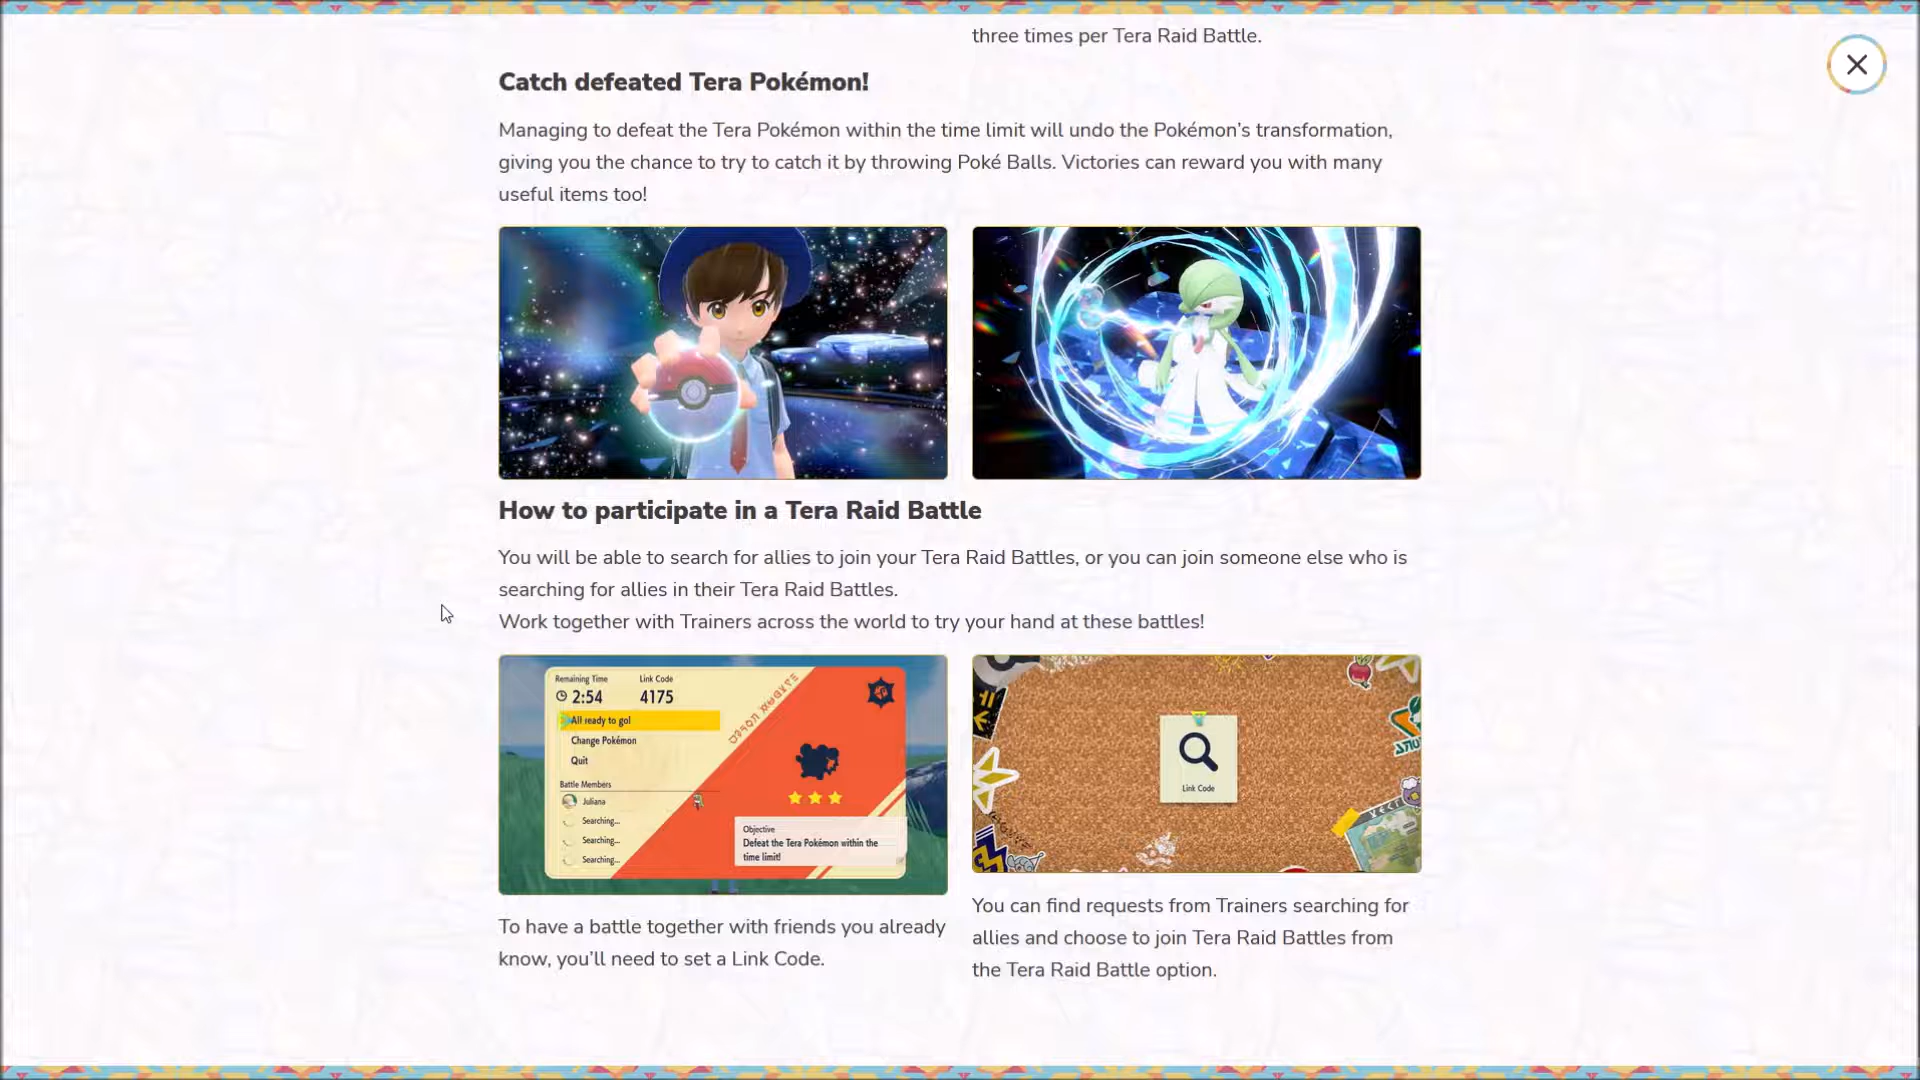 three times per Tera Raid Battle.
Catch defeated Tera Pokémon!
Managing to defeat the Tera Pokémon within the time limit will undo the Pokémon’s transformation,
giving you the chance to try to catch it by throwing Poké Balls. Victories can reward you with many
useful items too!
How to participate in a Tera Raid Battle
You will be able to search for allies to join your Tera Raid Battles, or you can join someone else who is
searching for allies in their Tera Raid Battles.
Work together with Trainers across the world to try your hand at these battles!
Remaining Time
Link Code
2:54
4175
All ready to go!
Change Pokémon
Quit
Battle Members
Juliana
Searching...
Searching...
Searching...
Objective
Defeat the Tera Pokémon within the
time limit!
Link Code
To have a battle together with friends you already
know, you’ll need to set a Link Code.
You can find requests from Trainers searching for
allies and choose to join Tera Raid Battles from
the Tera Raid Battle option.